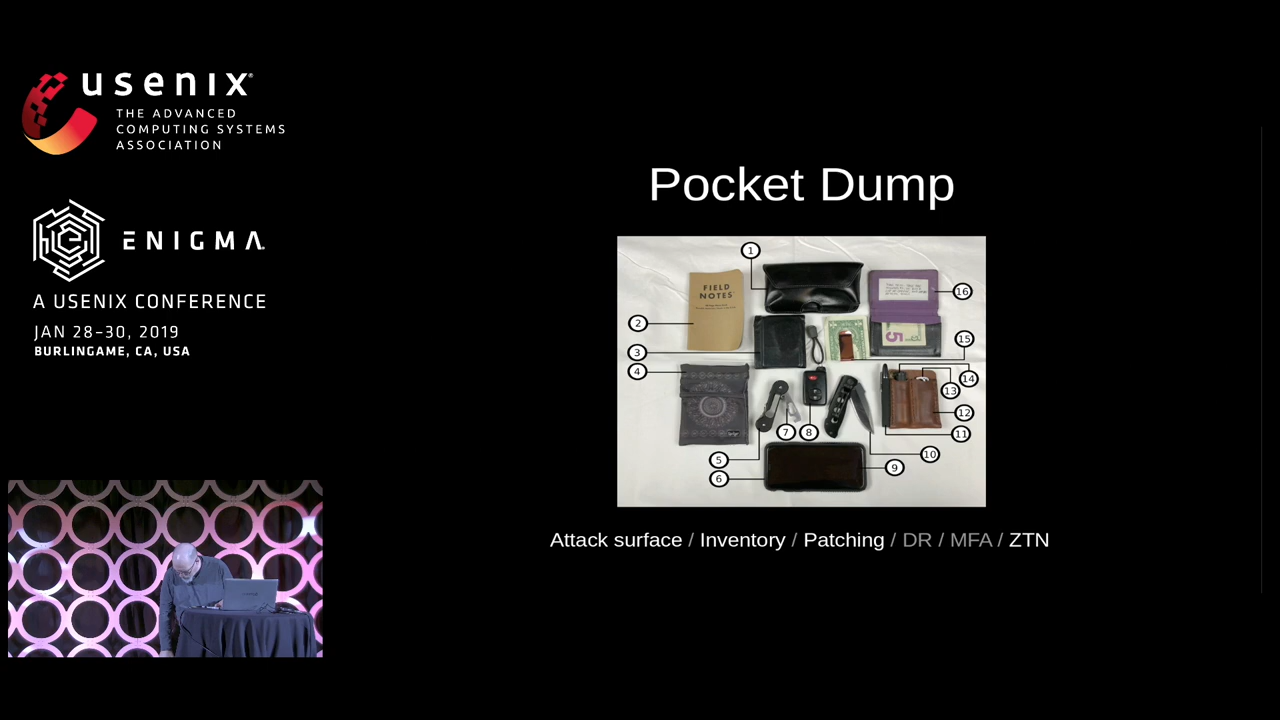 usenix®
THE ADVANCED
COMPUTING SYSTEMS
ASSOCIATION
ENIGMA
A USENIX CONFERENCE
JAN 28–30, 2019
BURLINGAME, CA, USA
Pocket Dump
1
2
3
4
5
6
7
8
9
10
11
12
13
14
15
16
FIELD
NOTES
5
Attack surface / Inventory / Patching / DR / MFA / ZTN